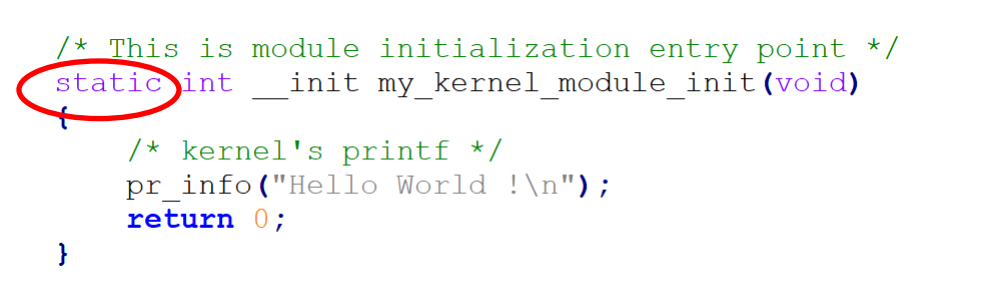 /* This is module initialization entry point */
static int __init my_kernel_module_init(void)
{
/* kernel's printf */
pr_info("Hello World !\n");
return 0;
}